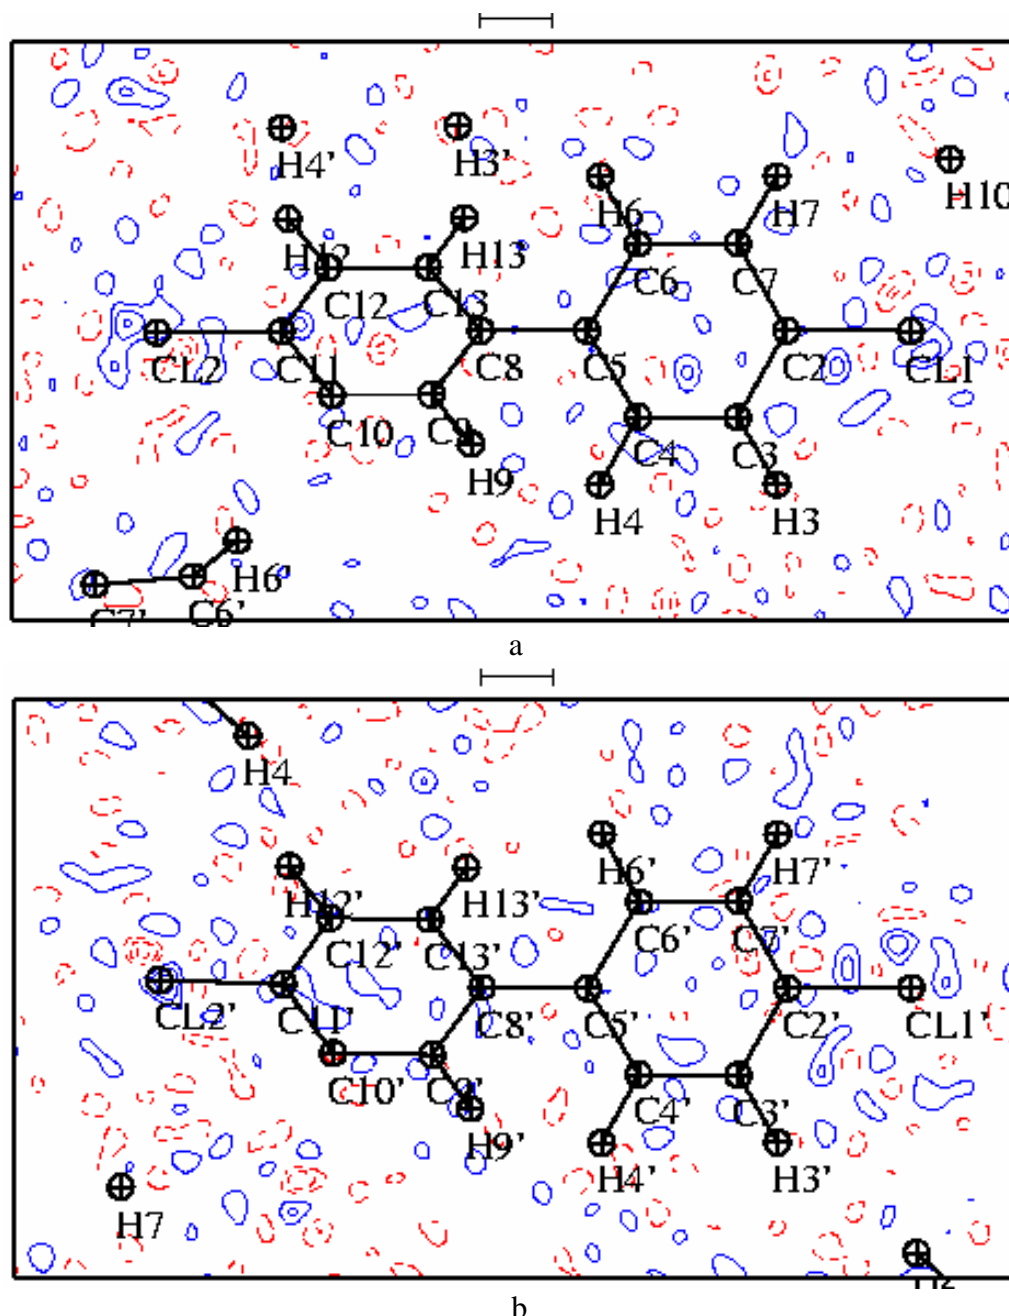 H4' H3'
H10
H6 H7
H12 H13
C6 C7
C12 C13
CL2 C11 C8 C5 C2 CL1
C10 C9
C4 C3
H9
H4 H3
H6'
C7' C6'
a
H4
H6' H7'
H12' H13'
C12' C13' C6' C7'
CL2' C11' C8' C5' C2' CL1'
C10' C9'
C4' C3'
H9' H4' H3'
H7
b